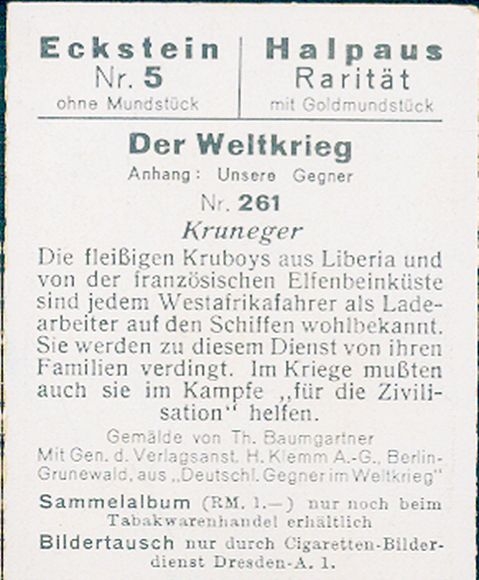 Eckstein Halpaus
Nr. 5 Rarität
ohne Mundstück mit Goldmundstück
Der Weltkrieg
Anhang: Unsere Gegner
Nr. 261
Kruneger
Die fleißigen Kruboys aus Liberia und
von der französischen Elfenbeinküste
sind jedem Westafrikafahrer als Lade-
arbeiter auf den Schiffen wohlbekannt.
Sie werden zu diesem Dienst von ihren
Familien verdingt. Im Kriege mußten
auch sie im Kampfe „für die Zivili-
sation“ helfen.
Gemälde von Th. Baumgartner
Mit Gen. d. Verlagsanst. H. Klemm A.-G., Berlin-
Grunewald, aus „Deutschl. Gegner im Weltkrieg“
Sammelalbum (RM. 1.—) nur noch beim
Tabakwarenhandel erhältlich
Bildertausch nur durch Cigaretten-Bilder-
dienst Dresden-A. 1.